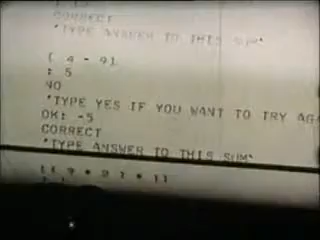 CORRECT
"TYPE ANSWER TO THIS SUM"
( 4 - 9)
: 5
NO
"TYPE YES IF YOU WANT TO TRY AGA
OK: -5
CORRECT
"TYPE ANSWER TO THIS SUM"